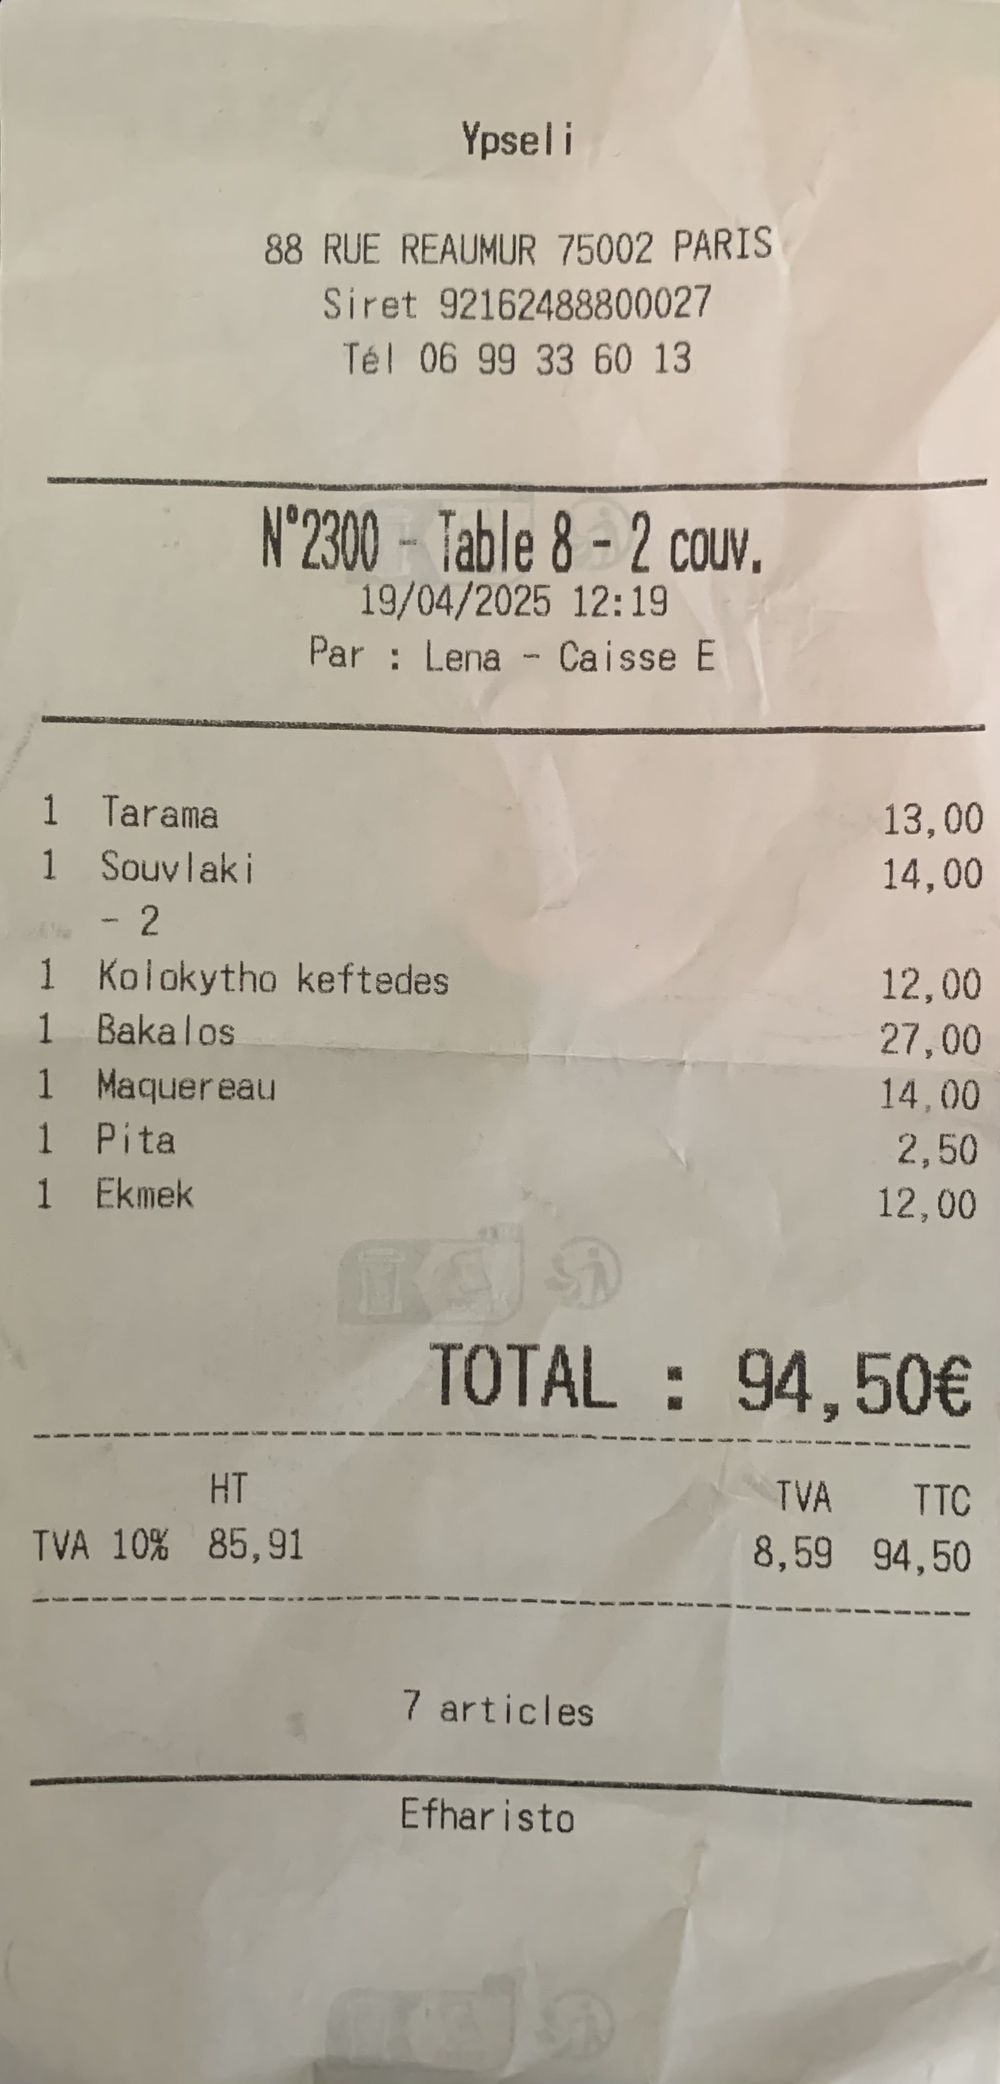 Ypseli
88 RUE REAUMUR 75002 PARIS
Siret 92162488800027
Tél 06 99 33 60 13
N°2300 - Table 8 - 2 couv.
19/04/2025 12:19
Par : Lena - Caisse E
1 Tarama 13,00
1 Souvlaki 14,00
- 2
1 Kolokytho keftedes 12,00
1 Bakalos 27,00
1 Maquereau 14,00
1 Pita 2,50
1 Ekmek 12,00
TOTAL : 94,50€
HT TVA TTC
TVA 10% 85,91 8,59 94,50
7 articles
Efharisto